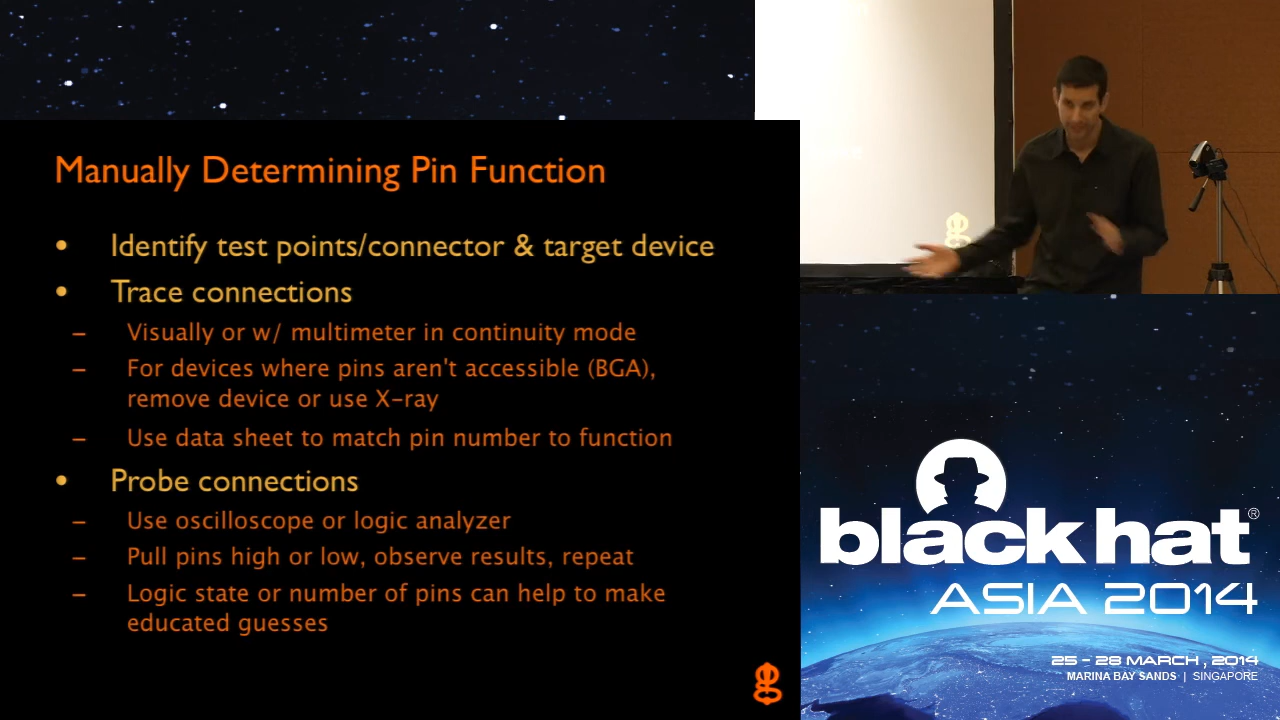 Manually Determining Pin Function
• Identify test points/connector & target device
• Trace connections
– Visually or w/ multimeter in continuity mode
– For devices where pins aren't accessible (BGA),
remove device or use X-ray
– Use data sheet to match pin number to function
• Probe connections
– Use oscilloscope or logic analyzer
– Pull pins high or low, observe results, repeat
– Logic state or number of pins can help to make
educated guesses
g
black hat®
ASIA 2014
25 - 28 MARCH , 2014
MARINA BAY SANDS | SINGAPORE